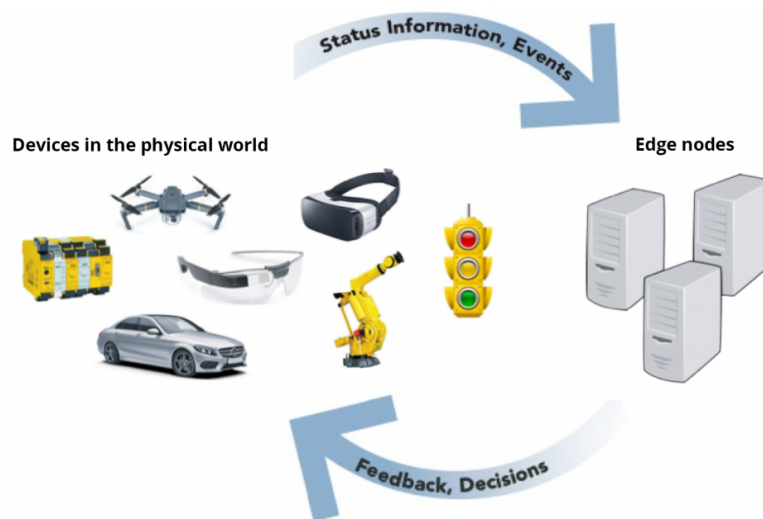 Status Information, Events
Devices in the physical world
Edge nodes
Feedback, Decisions